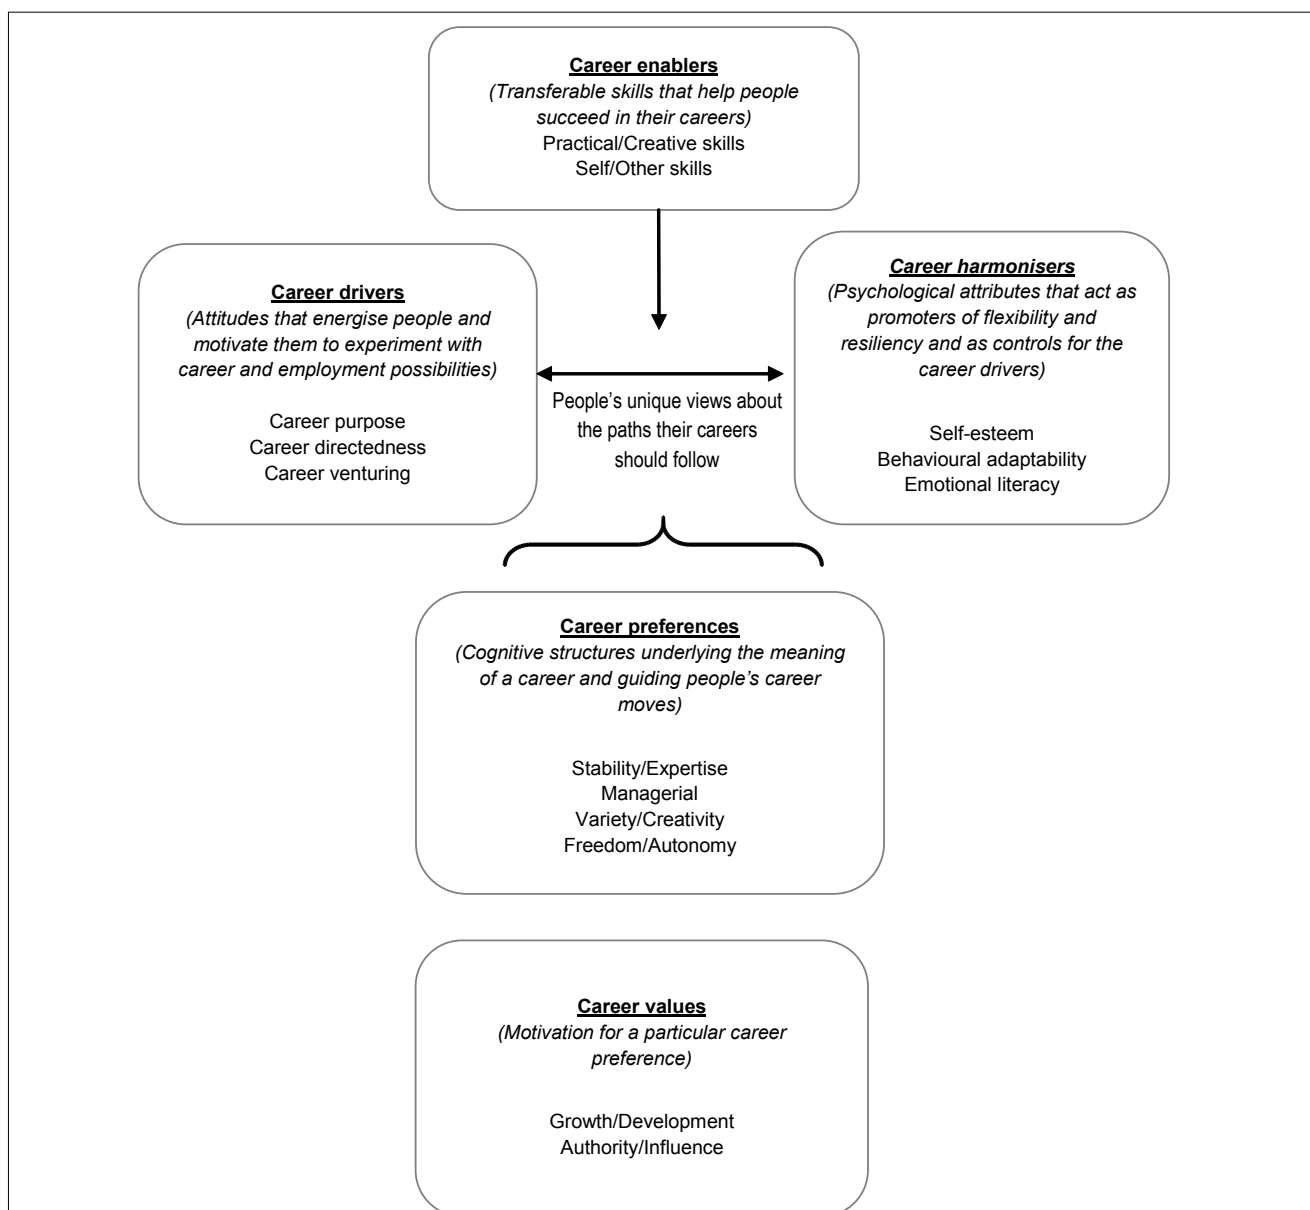 Career enablers
(Transferable skills that help people
succeed in their careers)
Practical/Creative skills
Self/Other skills
Career drivers
(Attitudes that energise people and
motivate them to experiment with
career and employment possibilities)
Career purpose
Career directedness
Career venturing
People’s unique views about
the paths their careers
should follow
Career harmonisers
(Psychological attributes that act as
promoters of flexibility and
resiliency and as controls for the
career drivers)
Self-esteem
Behavioural adaptability
Emotional literacy
Career preferences
(Cognitive structures underlying the meaning
of a career and guiding people’s career
moves)
Stability/Expertise
Managerial
Variety/Creativity
Freedom/Autonomy
Career values
(Motivation for a particular career
preference)
Growth/Development
Authority/Influence